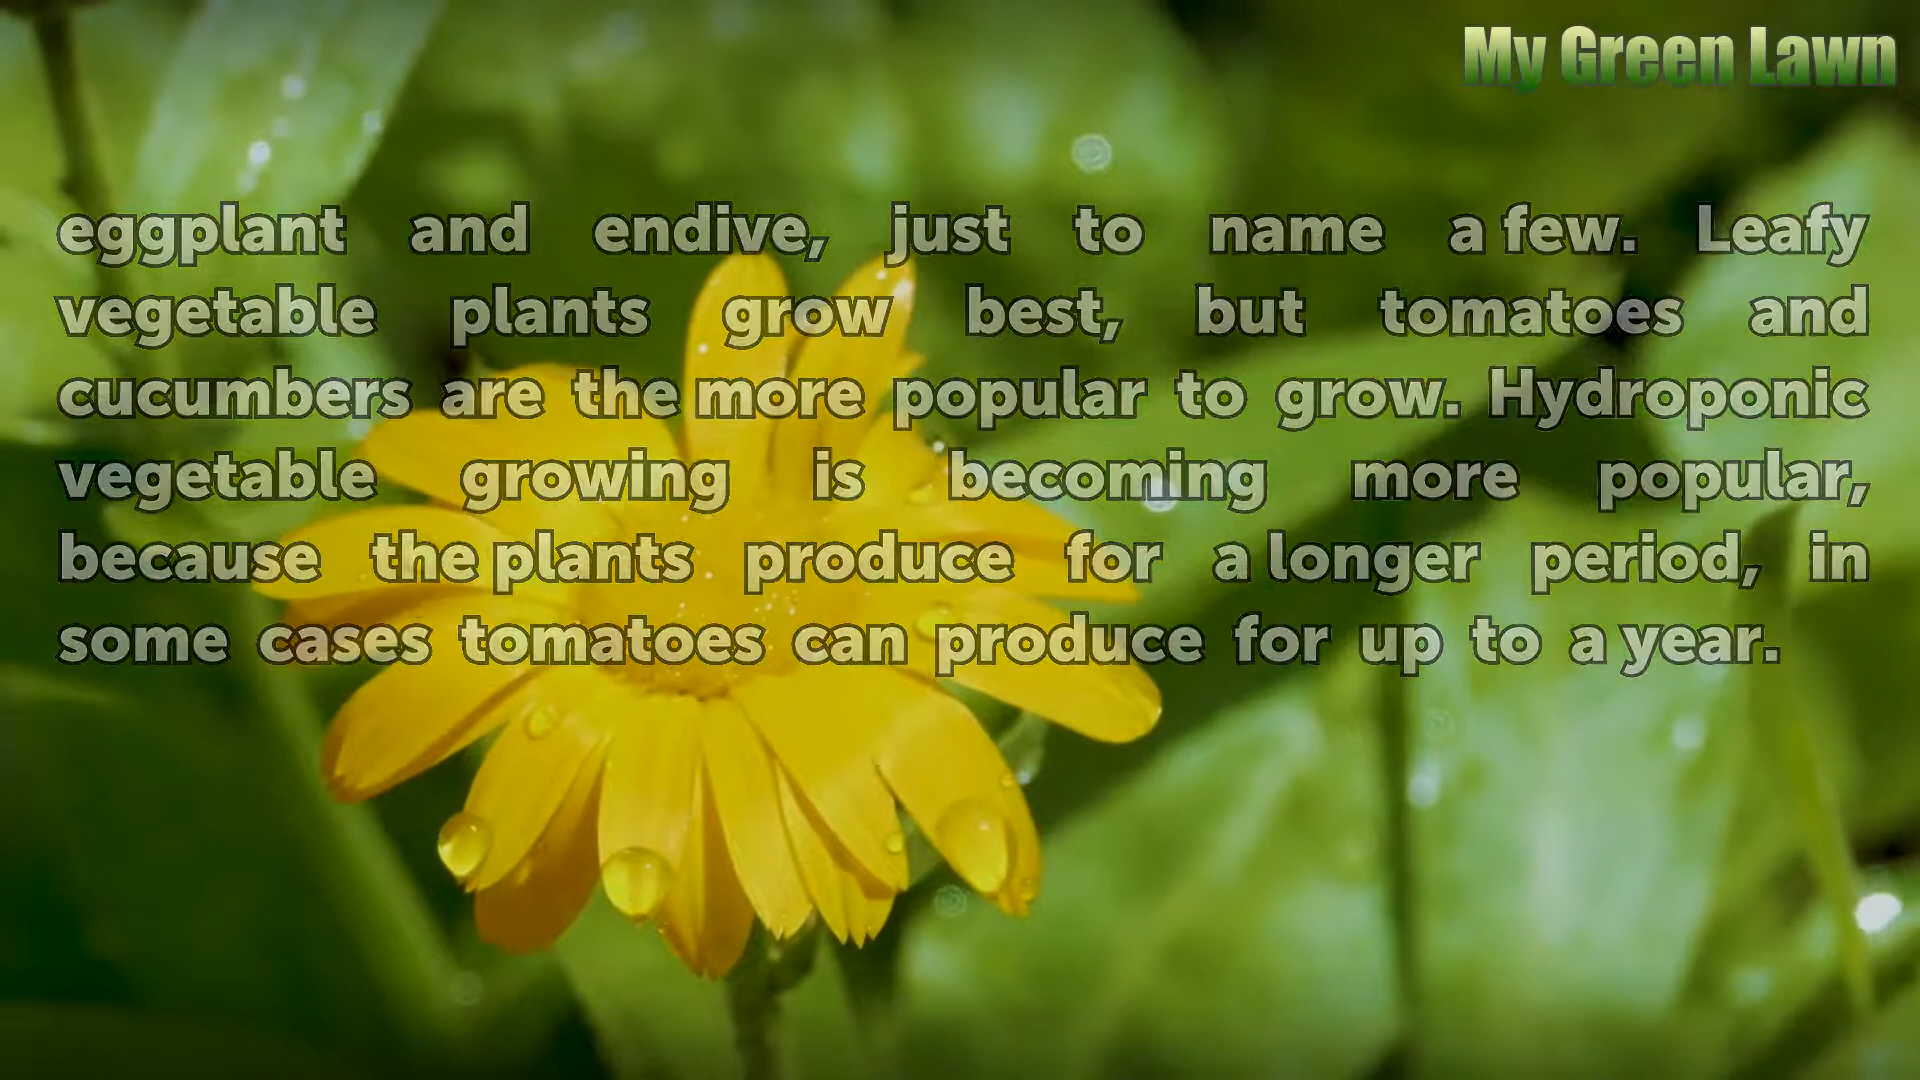 My Green Lawn
eggplant and endive, just to name a few. Leafy
vegetable plants grow best, but tomatoes and
cucumbers are the more popular to grow. Hydroponic
vegetable growing is becoming more popular,
because the plants produce for a longer period, in
some cases tomatoes can produce for up to a year.